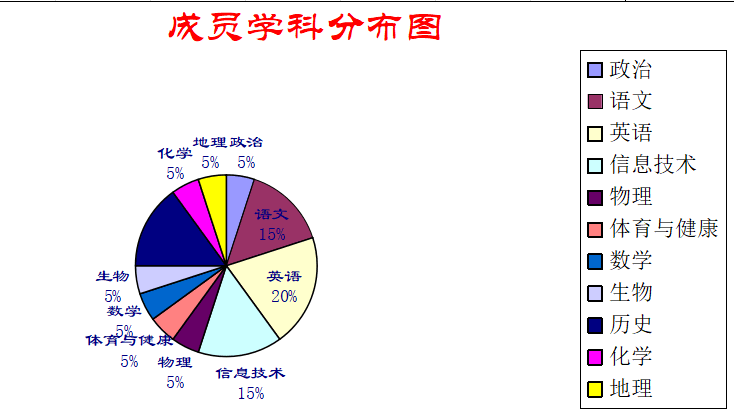 成员学科分布图
地理
5%
政治
5%
化学
5%
语文
15%
英语
20%
生物
5%
数学
5%
体育与健康
5%
物理
5%
信息技术
15%
政治
语文
英语
信息技术
物理
体育与健康
数学
生物
历史
化学
地理